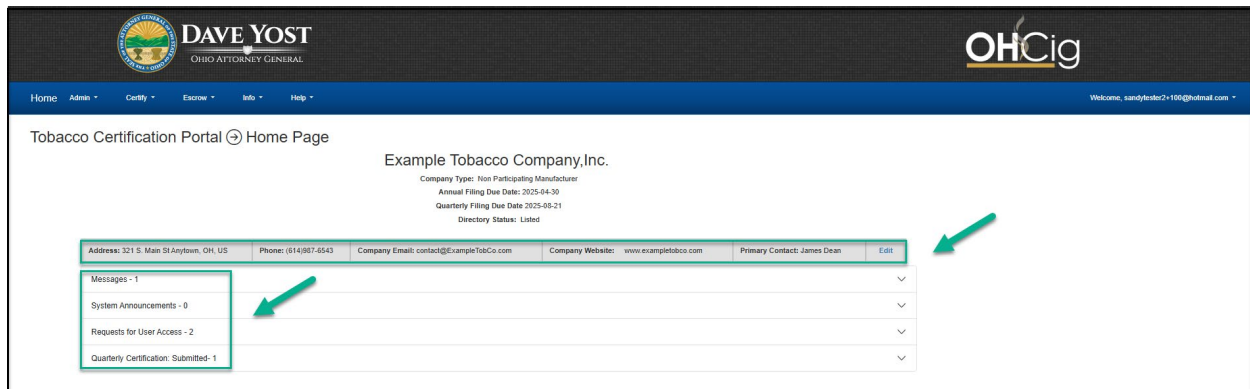 DAVE YOST
OHIO ATTORNEY GENERAL
OHCig
Home Admin Certify Escrow Info Help Welcome, sandytester2+100@hotmail.com
Tobacco Certification Portal Home Page
Example Tobacco Company,Inc.
Company Type: Non Participating Manufacturer
Annual Filing Due Date: 2025-04-30
Quarterly Filing Due Date 2025-08-21
Directory Status: Listed
Address: 321 S. Main St Anytown, OH, US Phone: (614)987-6543 Company Email: contact@ExampleTobCo.com Company Website: www.exampletobco.com Primary Contact: James Dean Edit
Messages - 1
System Announcements - 0
Requests for User Access - 2
Quarterly Certification: Submitted- 1